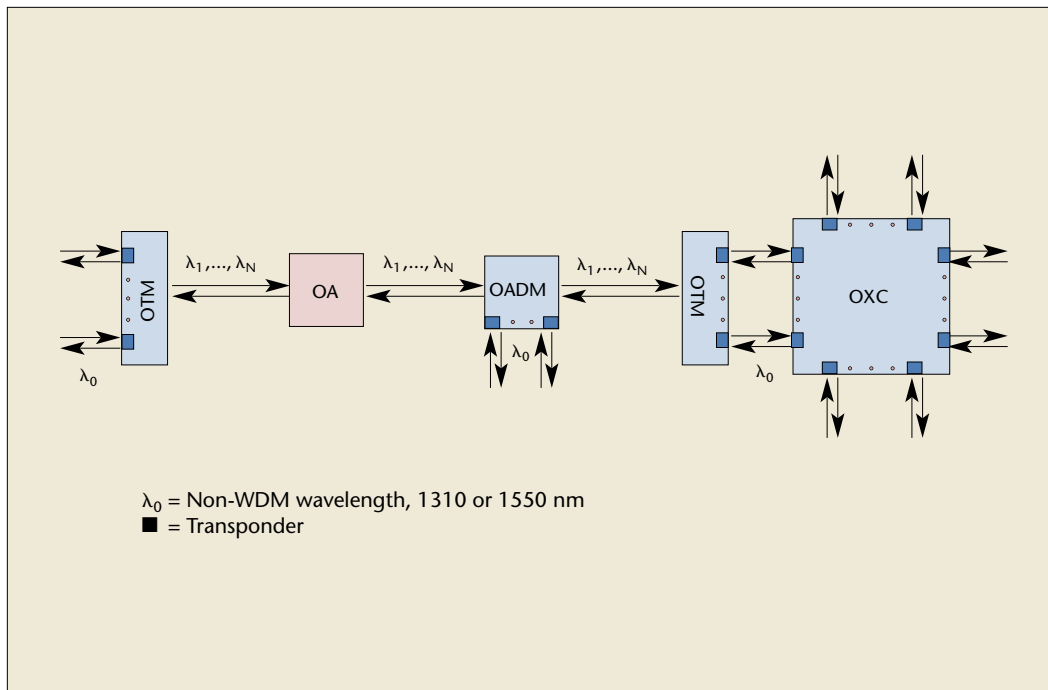 λ1,..., λN
λ1,..., λN
λ1,..., λN
OTM
OA
OADM
OTM
OXC
λ0
λ0
λ0
λ0 = Non-WDM wavelength, 1310 or 1550 nm
■ = Transponder